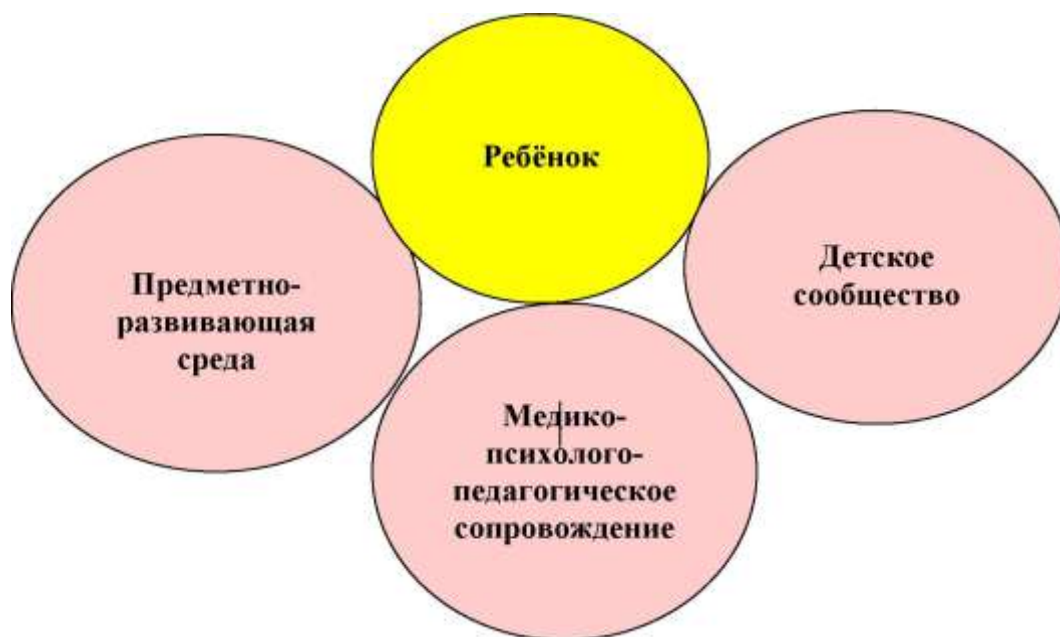 Ребёнок
Предметно-
развивающая
среда
Детское
сообщество
Медико-
психолого-
педагогическое
сопровождение